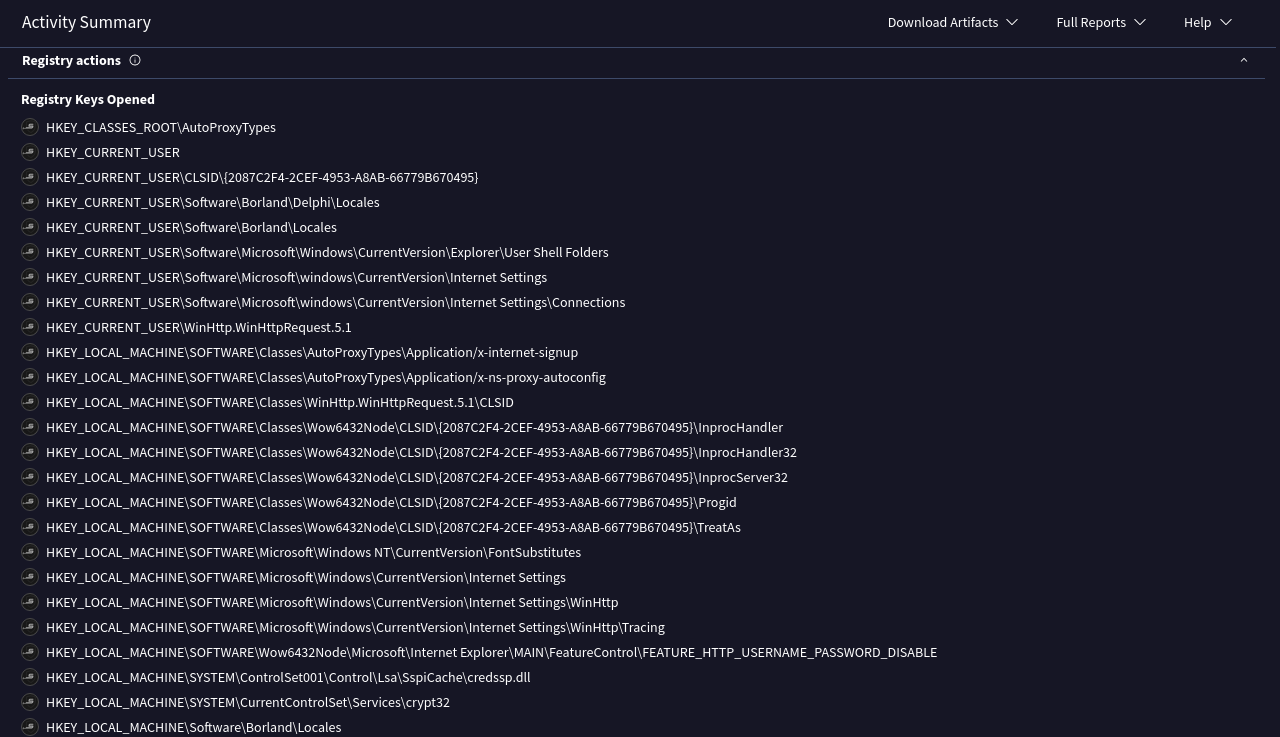 Activity Summary
Download Artifacts
Full Reports
Help
Registry actions
Registry Keys Opened
HKEY_CLASSES_ROOT\AutoProxyTypes
HKEY_CURRENT_USER
HKEY_CURRENT_USER\CLSID\{2087C2F4-2CEF-4953-A8AB-66779B670495}
HKEY_CURRENT_USER\Software\Borland\Delphi\Locales
HKEY_CURRENT_USER\Software\Borland\Locales
HKEY_CURRENT_USER\Software\Microsoft\Windows\CurrentVersion\Explorer\User Shell Folders
HKEY_CURRENT_USER\Software\Microsoft\windows\CurrentVersion\Internet Settings
HKEY_CURRENT_USER\Software\Microsoft\windows\CurrentVersion\Internet Settings\Connections
HKEY_CURRENT_USER\WinHttp.WinHttpRequest.5.1
HKEY_LOCAL_MACHINE\SOFTWARE\Classes\AutoProxyTypes\Application/x-internet-signup
HKEY_LOCAL_MACHINE\SOFTWARE\Classes\AutoProxyTypes\Application/x-ns-proxy-autoconfig
HKEY_LOCAL_MACHINE\SOFTWARE\Classes\WinHttp.WinHttpRequest.5.1\CLSID
HKEY_LOCAL_MACHINE\SOFTWARE\Classes\Wow6432Node\CLSID\{2087C2F4-2CEF-4953-A8AB-66779B670495}\InprocHandler
HKEY_LOCAL_MACHINE\SOFTWARE\Classes\Wow6432Node\CLSID\{2087C2F4-2CEF-4953-A8AB-66779B670495}\InprocHandler32
HKEY_LOCAL_MACHINE\SOFTWARE\Classes\Wow6432Node\CLSID\{2087C2F4-2CEF-4953-A8AB-66779B670495}\InprocServer32
HKEY_LOCAL_MACHINE\SOFTWARE\Classes\Wow6432Node\CLSID\{2087C2F4-2CEF-4953-A8AB-66779B670495}\Progid
HKEY_LOCAL_MACHINE\SOFTWARE\Classes\Wow6432Node\CLSID\{2087C2F4-2CEF-4953-A8AB-66779B670495}\TreatAs
HKEY_LOCAL_MACHINE\SOFTWARE\Microsoft\Windows NT\CurrentVersion\FontSubstitutes
HKEY_LOCAL_MACHINE\SOFTWARE\Microsoft\Windows\CurrentVersion\Internet Settings
HKEY_LOCAL_MACHINE\SOFTWARE\Microsoft\Windows\CurrentVersion\Internet Settings\WinHttp
HKEY_LOCAL_MACHINE\SOFTWARE\Microsoft\Windows\CurrentVersion\Internet Settings\WinHttp\Tracing
HKEY_LOCAL_MACHINE\SOFTWARE\Wow6432Node\Microsoft\Internet Explorer\MAIN\FeatureControl\FEATURE_HTTP_USERNAME_PASSWORD_DISABLE
HKEY_LOCAL_MACHINE\SYSTEM\ControlSet001\Control\Lsa\SspiCache\credssp.dll
HKEY_LOCAL_MACHINE\SYSTEM\CurrentControlSet\Services\crypt32
HKEY_LOCAL_MACHINE\Software\Borland\Locales